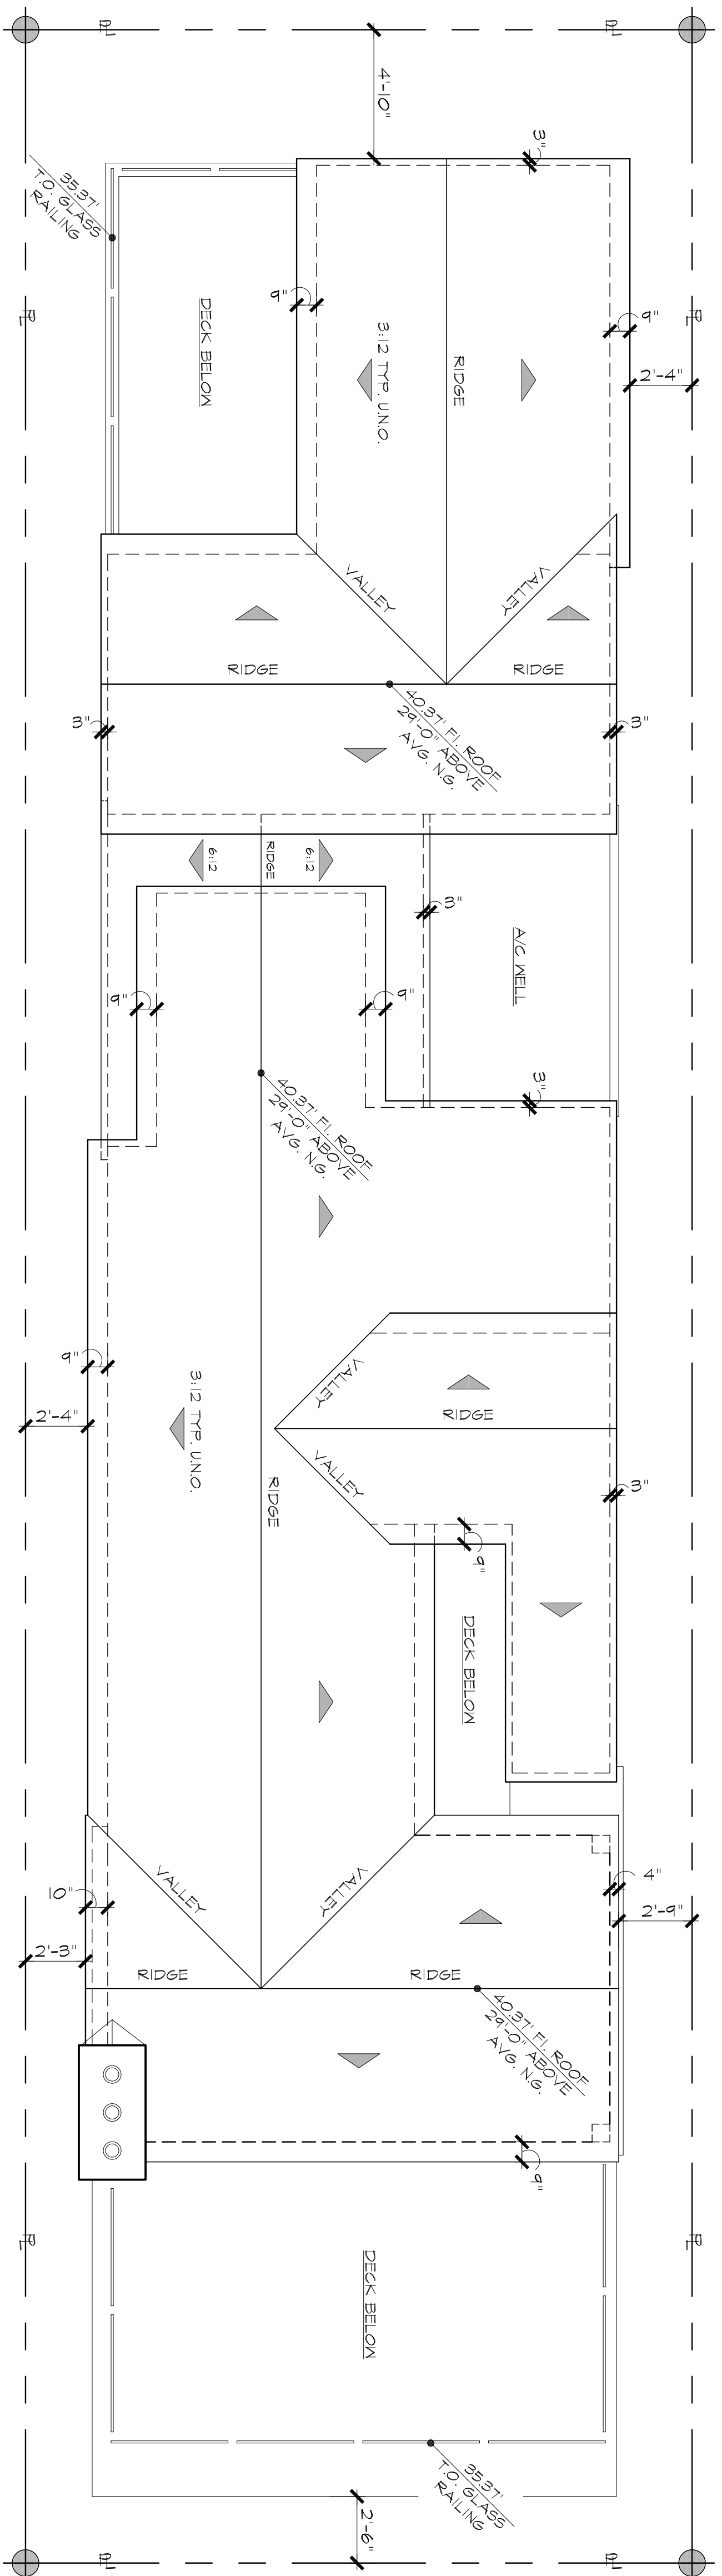 PL
PL
4'-10"
3"
35.37'
T.O. GLASS
RAILING
DECK BELOW
9"
3:12 TYP. U.N.O.
RIDGE
9"
PL
PL
2'-4"
VALLEY
VALLEY
RIDGE
RIDGE
40.37' FI. ROOF
29'-0" ABOVE
AVG. N.G.
3"
3"
6:12
RIDGE
6:12
3"
A/C WELL
9"
9"
3"
40.37' FI. ROOF
29'-0" ABOVE
AVG. N.G.
9"
2'-4"
3:12 TYP. U.N.O.
VALLEY
RIDGE
VALLEY
RIDGE
3"
9"
DECK BELOW
10"
2'-3"
VALLEY
VALLEY
4"
2'-9"
RIDGE
RIDGE
40.37' FI. ROOF
29'-0" ABOVE
AVG. N.G.
9"
PL
PL
DECK BELOW
35.37'
T.O. GLASS
RAILING
2'-6"
PL
PL